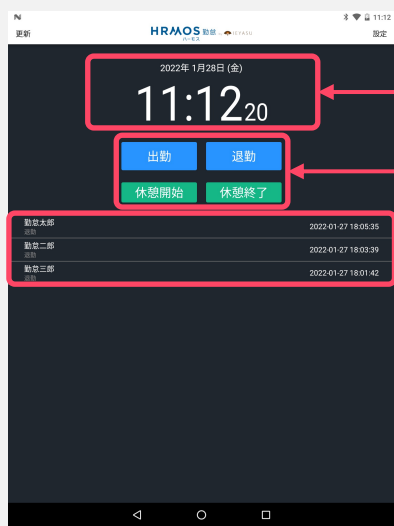 11:12
更新
HRMOS 勤怠 by IEYASU
ハーモス
設定
2022年 1月28日 (金)
11:12 20
出勤
退勤
休憩開始
休憩終了
勤怠太郎
退勤
2022-01-27 18:05:35
勤怠二郎
退勤
2022-01-27 18:03:39
勤怠三郎
退勤
2022-01-27 18:01:42